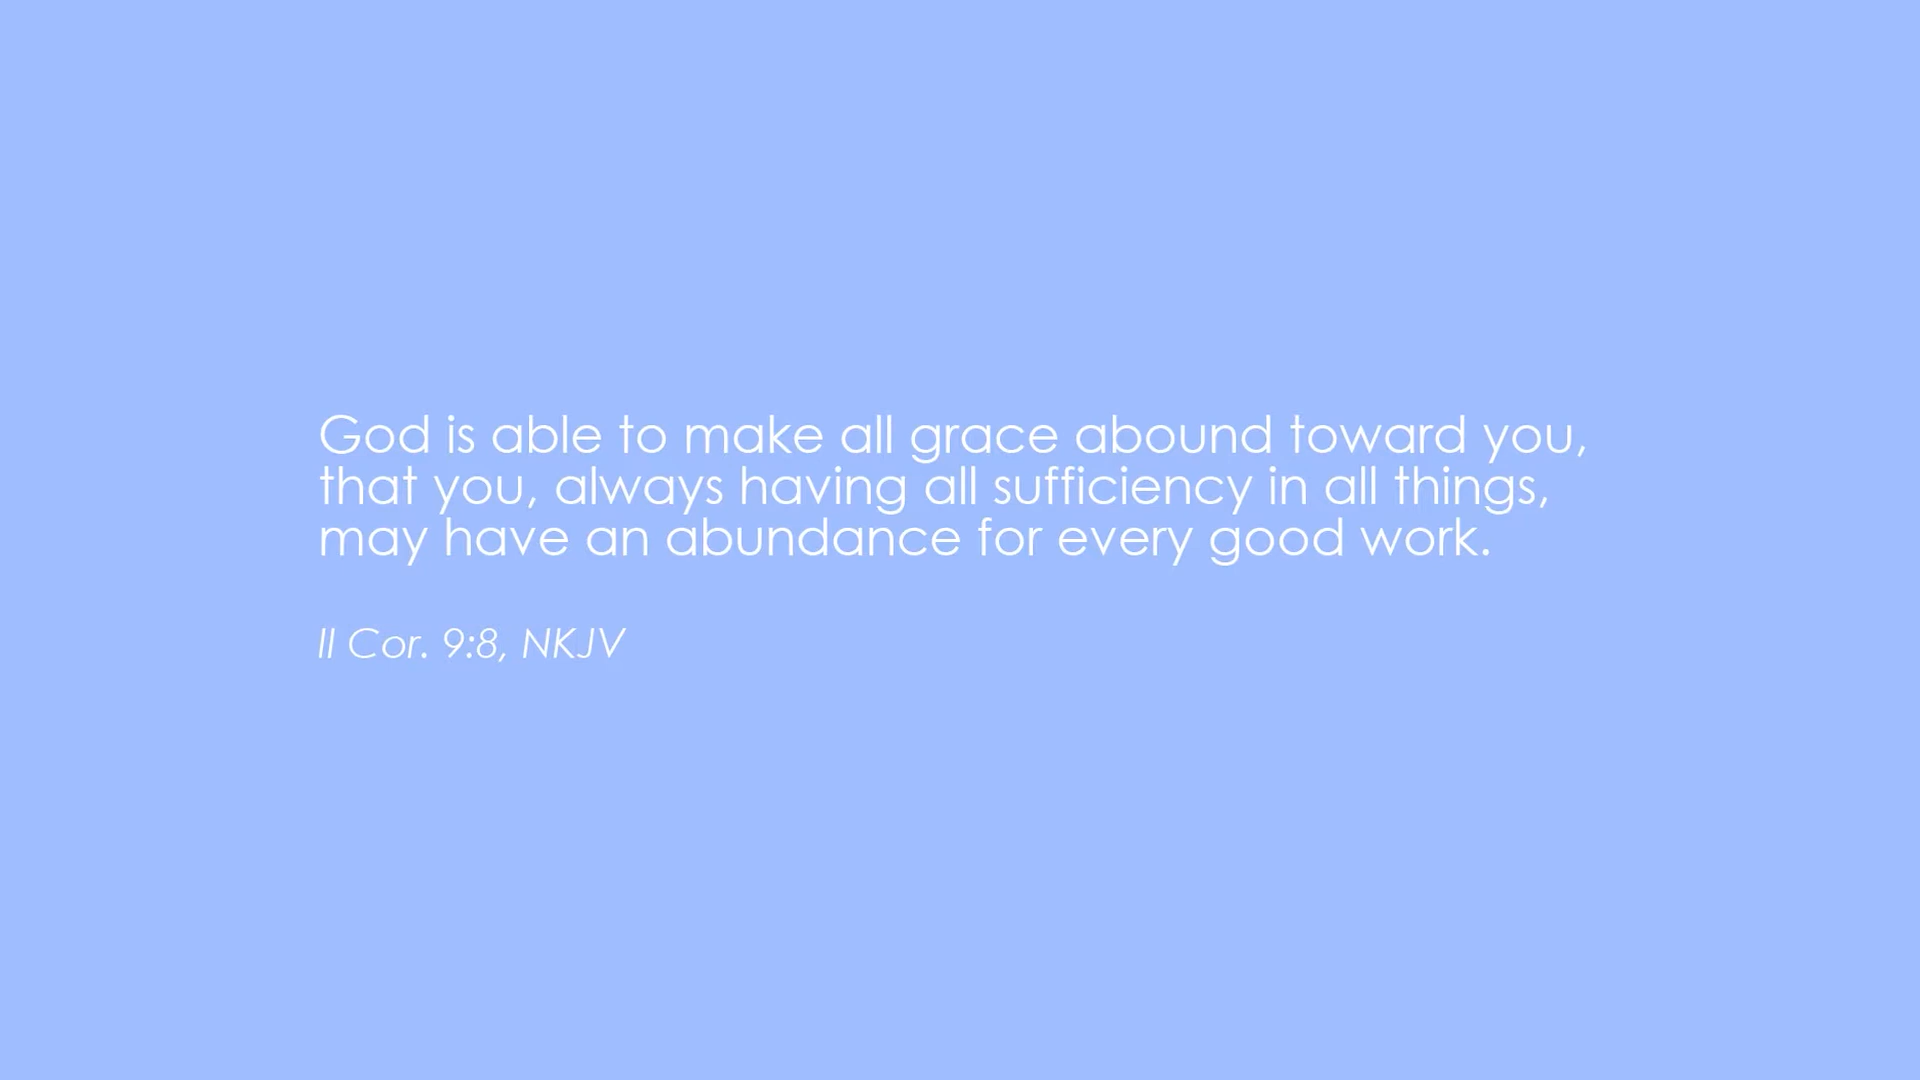 God is able to make all grace abound toward you,
that you, always having all sufficiency in all things,
may have an abundance for every good work.
II Cor. 9:8, NKJV